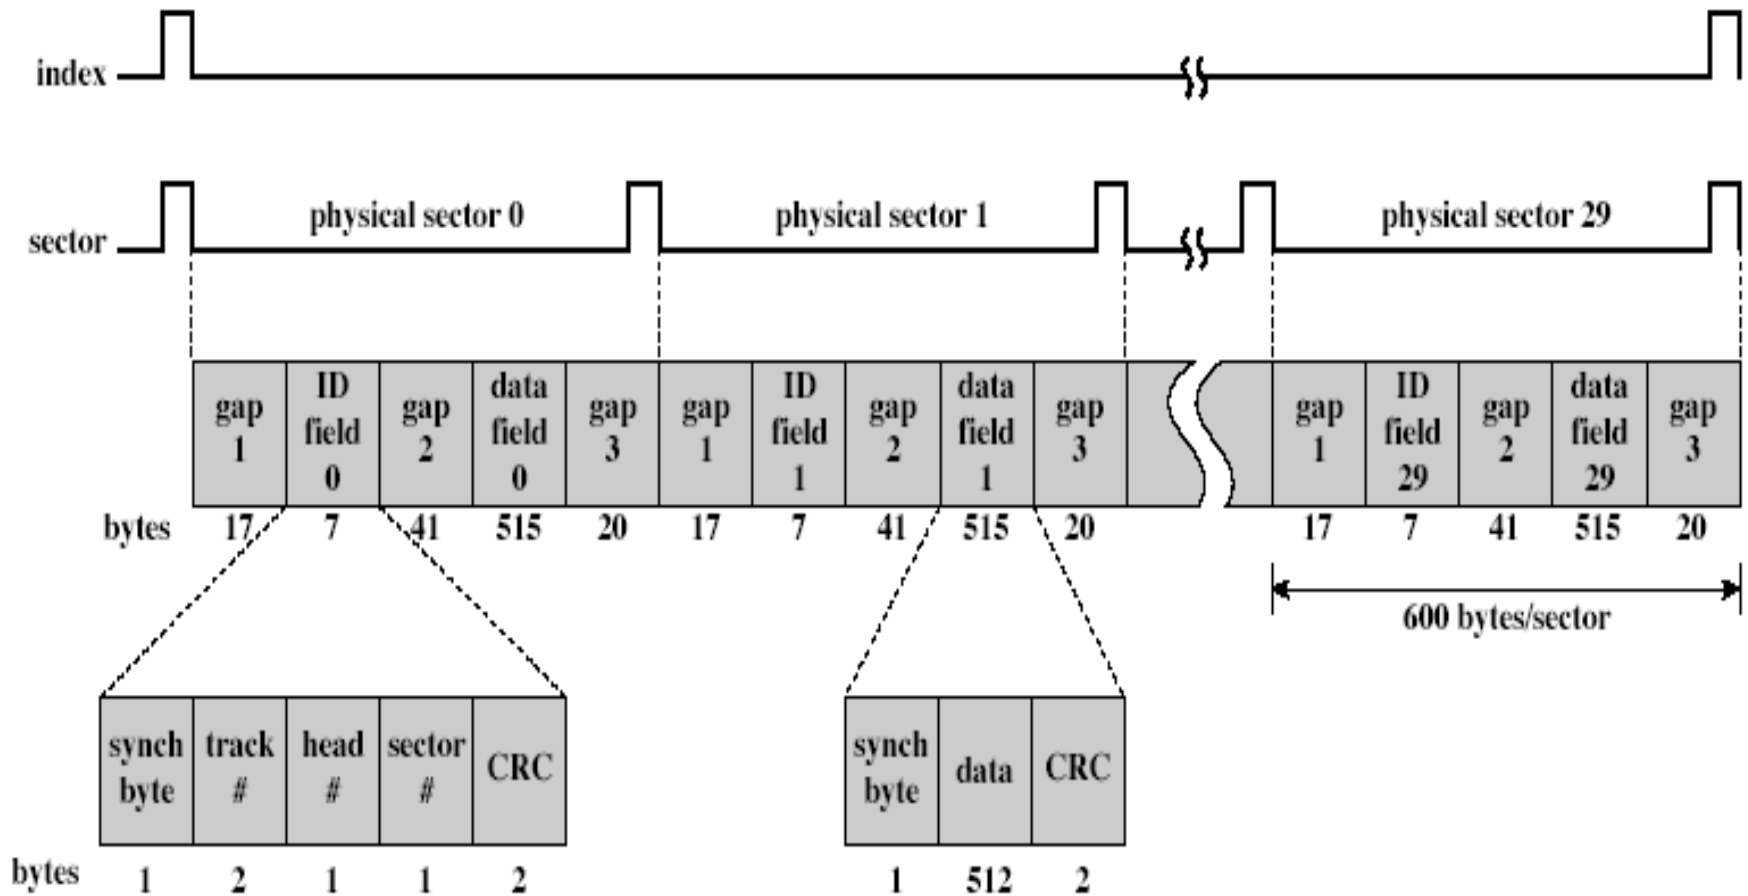 index
physical sector 0
physical sector 1
physical sector 29
sector
gap 1
ID field 0
gap 2
data field 0
gap 3
gap 1
ID field 1
gap 2
data field 1
gap 3
gap 1
ID field 29
gap 2
data field 29
gap 3
bytes 17 7 41 515 20 17 7 41 515 20 17 7 41 515 20
600 bytes/sector
synch byte
track #
head #
sector #
CRC
synch byte
data
CRC
bytes 1 2 1 1 2 1 512 2